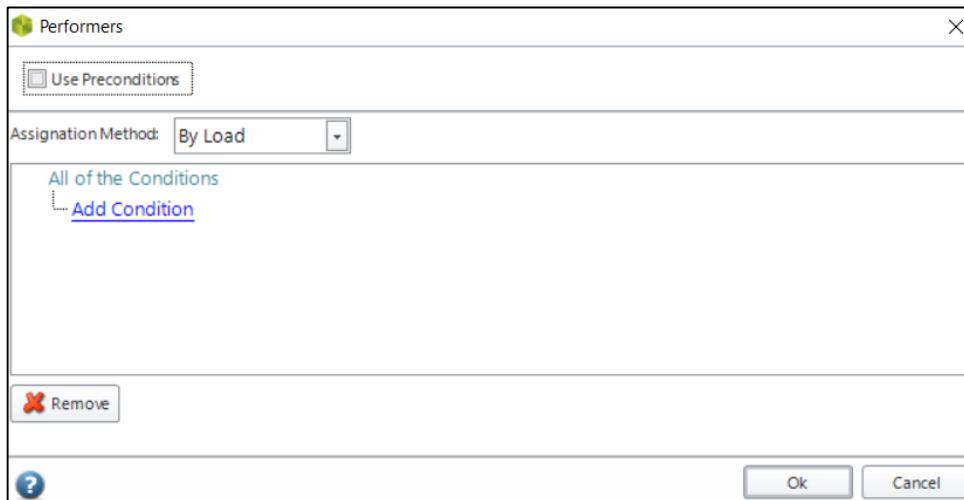 Performers
Use Preconditions
Assignation Method: By Load
All of the Conditions
Add Condition
Remove
? Ok Cancel